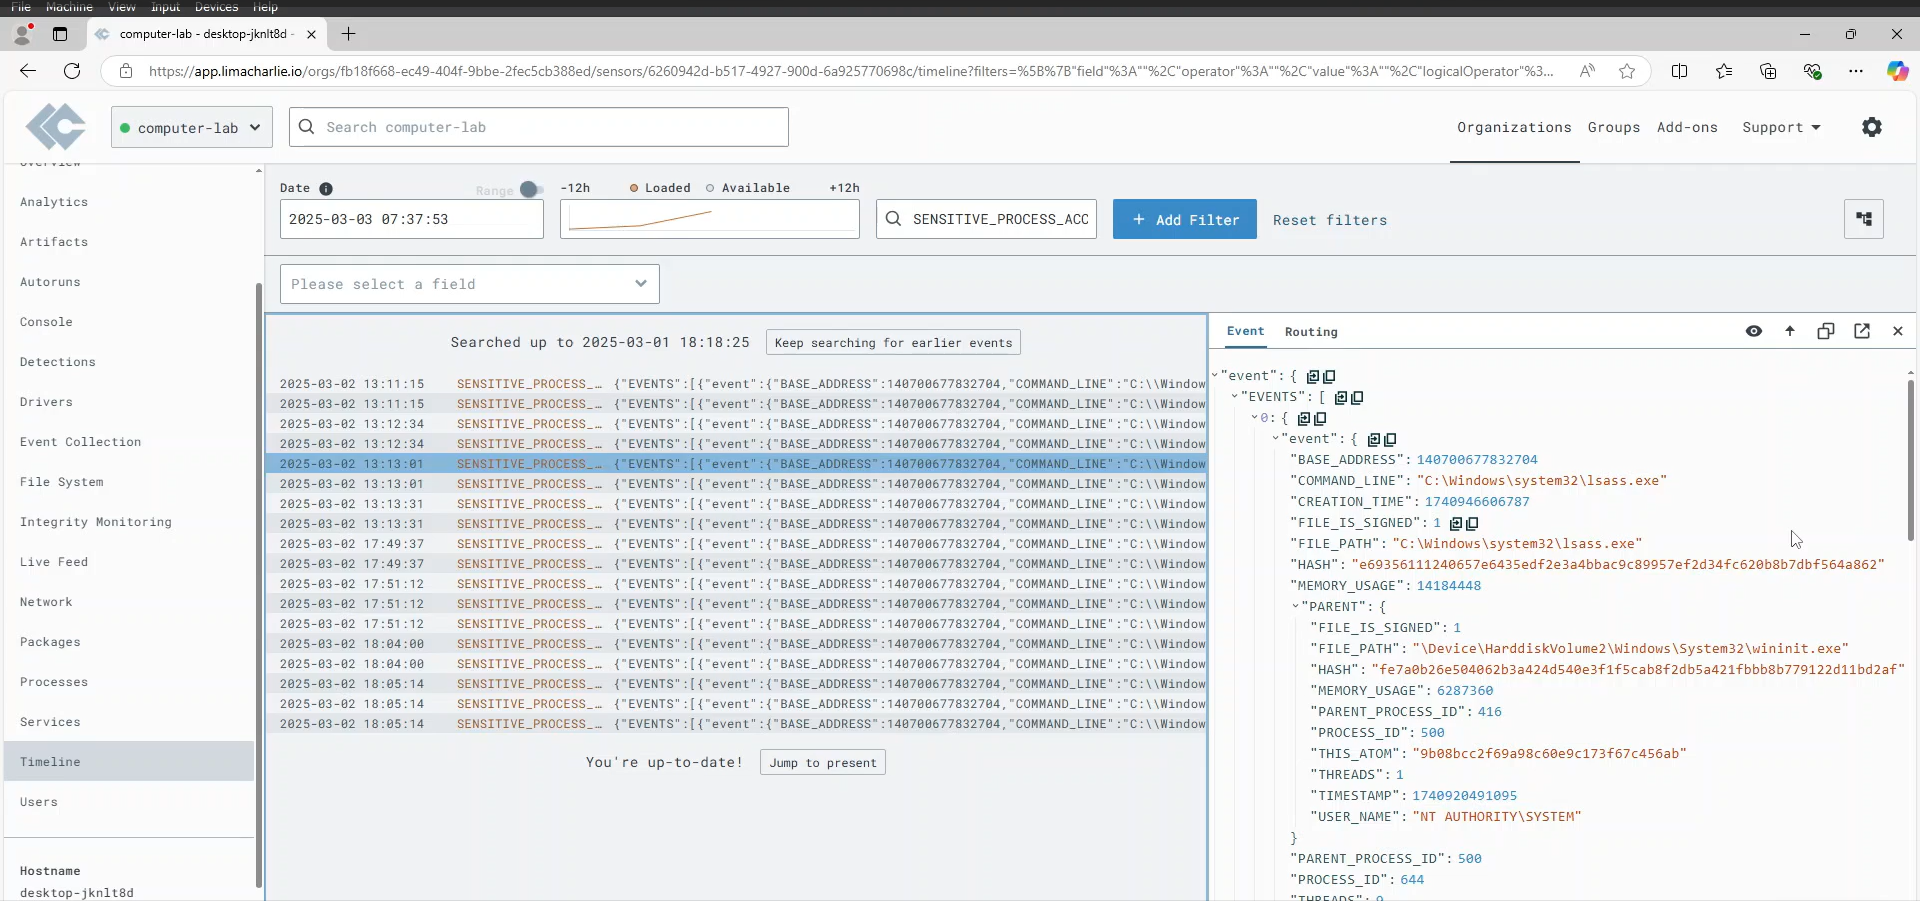 File Machine View Input Devices Help
computer-lab - desktop-jknlt8d -
https://app.limacharlie.io/orgs/fb18f668-ec49-404f-9bbe-2fec5cb388ed/sensors/6260942d-b517-4927-900d-6a925770698c/timeline?filters=%5B%7B"field"%3A""%2C"operator"%3A""%2C"value"%3A""%2C"logicalOperator"%3...
computer-lab
Search computer-lab
Organizations Groups Add-ons Support
Overview
Analytics
Artifacts
Autoruns
Console
Detections
Drivers
Event Collection
File System
Integrity Monitoring
Live Feed
Network
Packages
Processes
Services
Timeline
Users
Hostname
desktop-jknlt8d
Date Range -12h Loaded Available +12h
2025-03-03 07:37:53 SENSITIVE_PROCESS_ACC + Add Filter Reset filters
Please select a field
Searched up to 2025-03-01 18:18:25 Keep searching for earlier events
2025-03-02 13:11:15 SENSITIVE_PROCESS_… {"EVENTS":[{"event":{"BASE_ADDRESS":140700677832704,"COMMAND_LINE":"C:\\Window
2025-03-02 13:11:15 SENSITIVE_PROCESS_… {"EVENTS":[{"event":{"BASE_ADDRESS":140700677832704,"COMMAND_LINE":"C:\\Window
2025-03-02 13:12:34 SENSITIVE_PROCESS_… {"EVENTS":[{"event":{"BASE_ADDRESS":140700677832704,"COMMAND_LINE":"C:\\Window
2025-03-02 13:12:34 SENSITIVE_PROCESS_… {"EVENTS":[{"event":{"BASE_ADDRESS":140700677832704,"COMMAND_LINE":"C:\\Window
2025-03-02 13:13:01 SENSITIVE_PROCESS_… {"EVENTS":[{"event":{"BASE_ADDRESS":140700677832704,"COMMAND_LINE":"C:\\Window
2025-03-02 13:13:01 SENSITIVE_PROCESS_… {"EVENTS":[{"event":{"BASE_ADDRESS":140700677832704,"COMMAND_LINE":"C:\\Window
2025-03-02 13:13:31 SENSITIVE_PROCESS_… {"EVENTS":[{"event":{"BASE_ADDRESS":140700677832704,"COMMAND_LINE":"C:\\Window
2025-03-02 13:13:31 SENSITIVE_PROCESS_… {"EVENTS":[{"event":{"BASE_ADDRESS":140700677832704,"COMMAND_LINE":"C:\\Window
2025-03-02 17:49:37 SENSITIVE_PROCESS_… {"EVENTS":[{"event":{"BASE_ADDRESS":140700677832704,"COMMAND_LINE":"C:\\Window
2025-03-02 17:49:37 SENSITIVE_PROCESS_… {"EVENTS":[{"event":{"BASE_ADDRESS":140700677832704,"COMMAND_LINE":"C:\\Window
2025-03-02 17:51:12 SENSITIVE_PROCESS_… {"EVENTS":[{"event":{"BASE_ADDRESS":140700677832704,"COMMAND_LINE":"C:\\Window
2025-03-02 17:51:12 SENSITIVE_PROCESS_… {"EVENTS":[{"event":{"BASE_ADDRESS":140700677832704,"COMMAND_LINE":"C:\\Window
2025-03-02 17:51:12 SENSITIVE_PROCESS_… {"EVENTS":[{"event":{"BASE_ADDRESS":140700677832704,"COMMAND_LINE":"C:\\Window
2025-03-02 18:04:00 SENSITIVE_PROCESS_… {"EVENTS":[{"event":{"BASE_ADDRESS":140700677832704,"COMMAND_LINE":"C:\\Window
2025-03-02 18:04:00 SENSITIVE_PROCESS_… {"EVENTS":[{"event":{"BASE_ADDRESS":140700677832704,"COMMAND_LINE":"C:\\Window
2025-03-02 18:05:14 SENSITIVE_PROCESS_… {"EVENTS":[{"event":{"BASE_ADDRESS":140700677832704,"COMMAND_LINE":"C:\\Window
2025-03-02 18:05:14 SENSITIVE_PROCESS_… {"EVENTS":[{"event":{"BASE_ADDRESS":140700677832704,"COMMAND_LINE":"C:\\Window
2025-03-02 18:05:14 SENSITIVE_PROCESS_… {"EVENTS":[{"event":{"BASE_ADDRESS":140700677832704,"COMMAND_LINE":"C:\\Window
You're up-to-date! Jump to present
Event Routing
"event": {
"EVENTS": [
0: {
"event": {
"BASE_ADDRESS": 140700677832704
"COMMAND_LINE": "C:\Windows\system32\lsass.exe"
"CREATION_TIME": 1740946606787
"FILE_IS_SIGNED": 1
"FILE_PATH": "C:\Windows\system32\lsass.exe"
"HASH": "e69356111240657e6435edf2e3a4bbac9c89957ef2d34fc620b8b7dbf564a862"
"MEMORY_USAGE": 14184448
"PARENT": {
"FILE_IS_SIGNED": 1
"FILE_PATH": "\Device\HarddiskVolume2\Windows\System32\wininit.exe"
"HASH": "fe7a0b26e504062b3a424d540e3f1f5cab8f2db5a421fbbb8b779122d11bd2af"
"MEMORY_USAGE": 6287360
"PARENT_PROCESS_ID": 416
"PROCESS_ID": 500
"THIS_ATOM": "9b08bcc2f69a98c60e9c173f67c456ab"
"THREADS": 1
"TIMESTAMP": 1740920491095
"USER_NAME": "NT AUTHORITY\SYSTEM"
}
"PARENT_PROCESS_ID": 500
"PROCESS_ID": 644
"THREADS": 9